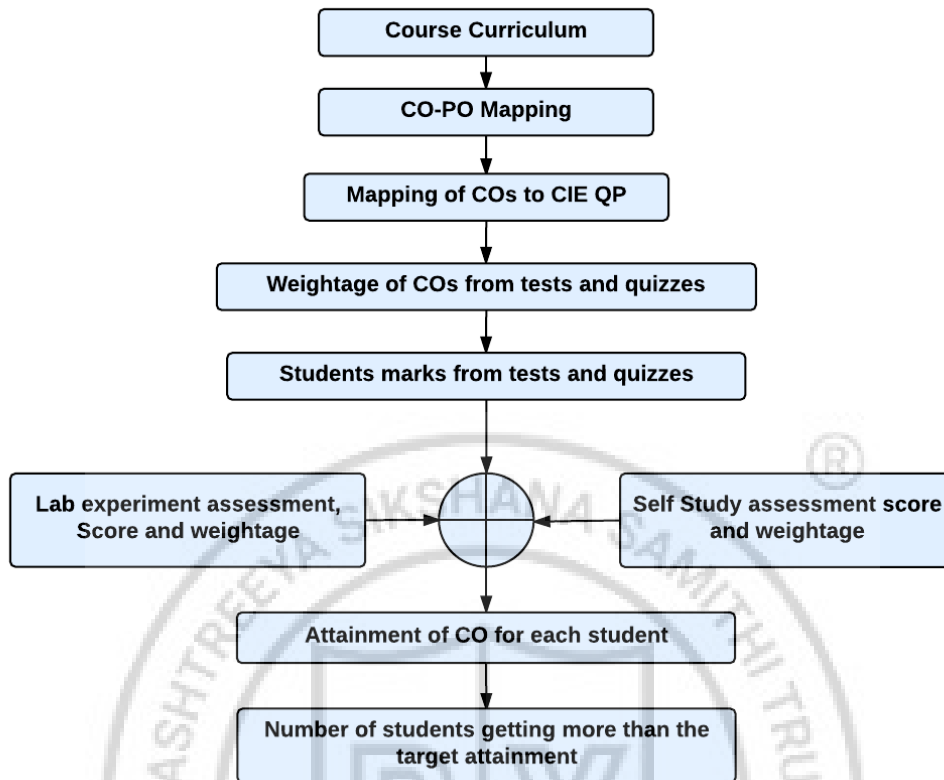 Course Curriculum
CO-PO Mapping
Mapping of COs to CIE QP
Weightage of COs from tests and quizzes
Students marks from tests and quizzes
®
Lab experiment assessment,
Score and weightage
Self Study assessment score
and weightage
Attainment of CO for each student
Number of students getting more than the
target attainment
SIKSHANA SAMITHI